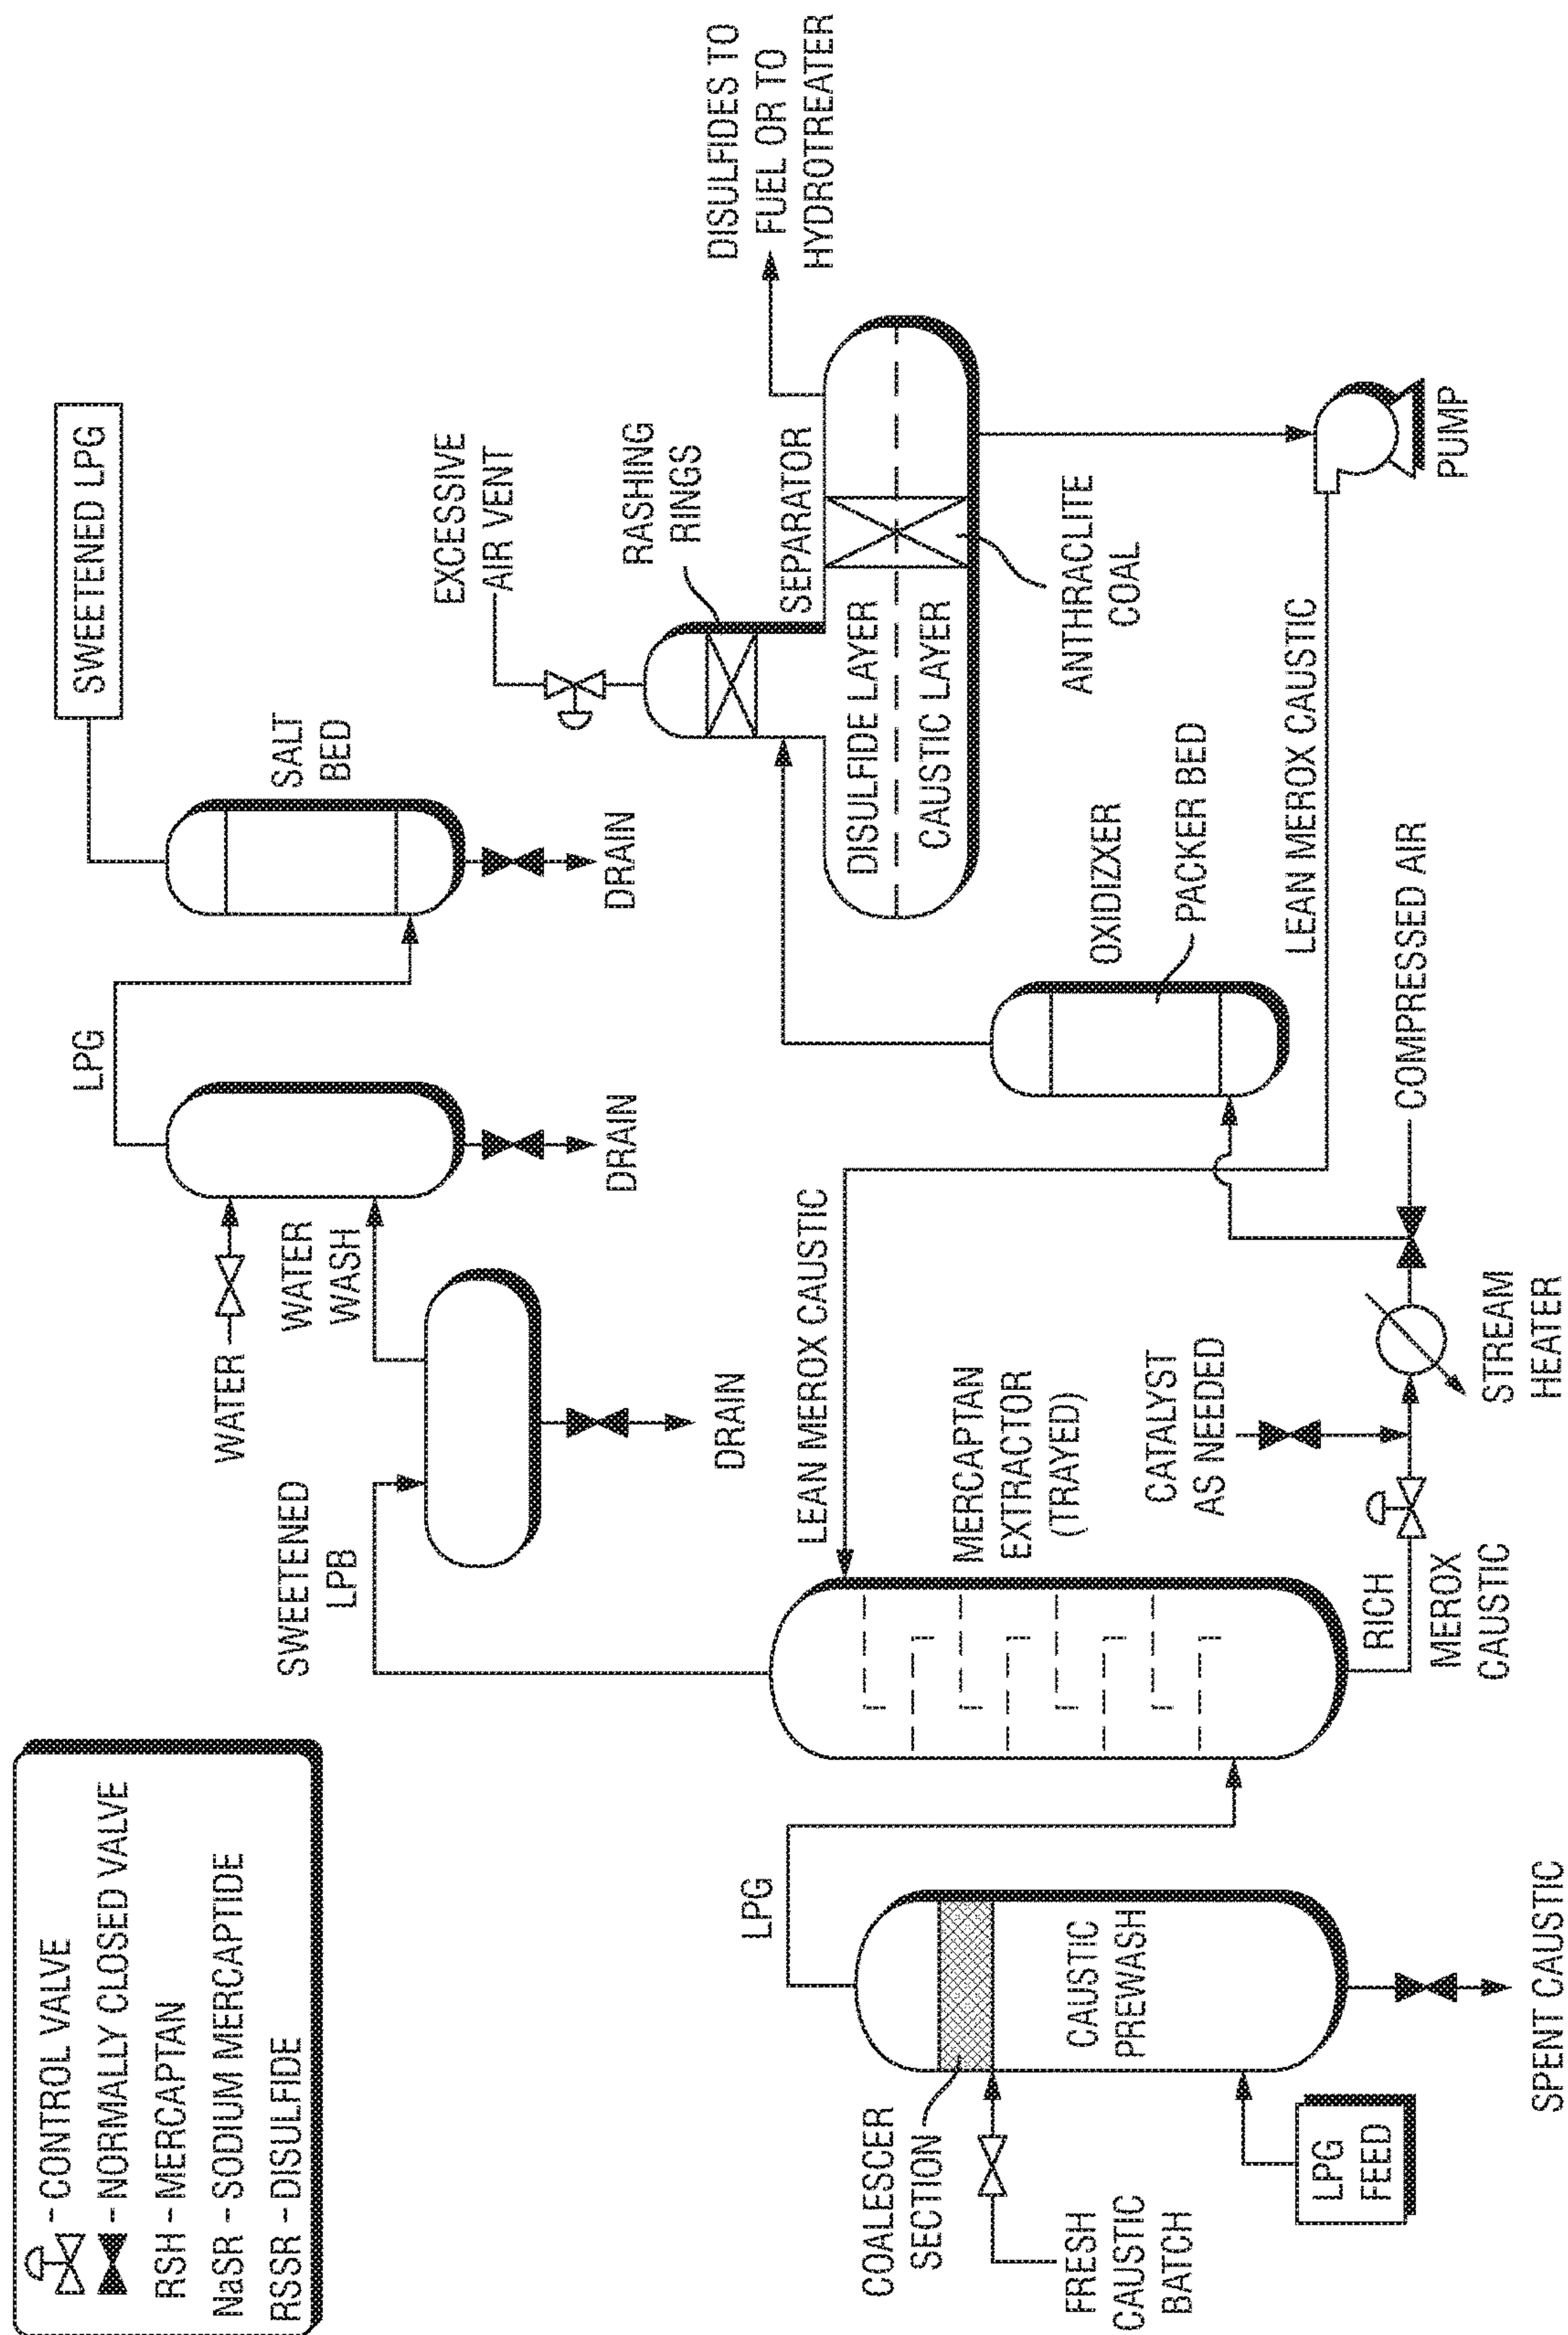 - CONTROL VALVE
- NORMALLY CLOSED VALVE
RSH - MERCAPTAN
NaSR - SODIUM MERCAPTIDE
RSSR - DISULFIDE
SWEETENED
LPB
WATER
WATER
WASH
DRAIN
LPG
DRAIN
SALT
BED
DRAIN
SWEETENED LPG
EXCESSIVE
AIR VENT
RASHING
RINGS
SEPARATOR
DISULFIDES TO
FUEL OR TO
HYDROTREATER
DISULFIDE LAYER
CAUSTIC LAYER
ANTHRACLITE
COAL
LPG
COALESCER
SECTION
FRESH
CAUSTIC
BATCH
CAUSTIC
PREWASH
LPG
FEED
SPENT CAUSTIC
LEAN MEROX CAUSTIC
MERCAPTAN
EXTRACTOR
(TRAYED)
CATALYST
AS NEEDED
RICH
MEROX
CAUSTIC
STREAM
HEATER
COMPRESSED AIR
OXIDIZXER
PACKER BED
LEAN MEROX CAUSTIC
PUMP